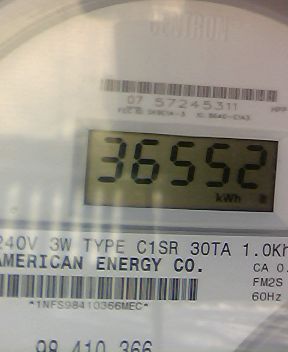 07 57245311
36552
kWh
240V 3W TYPE C1SR 30TA 1.0Kh
AMERICAN ENERGY CO.
CA 0.
FM2S
60Hz
*1NFS98410366MEC*
98 410 366